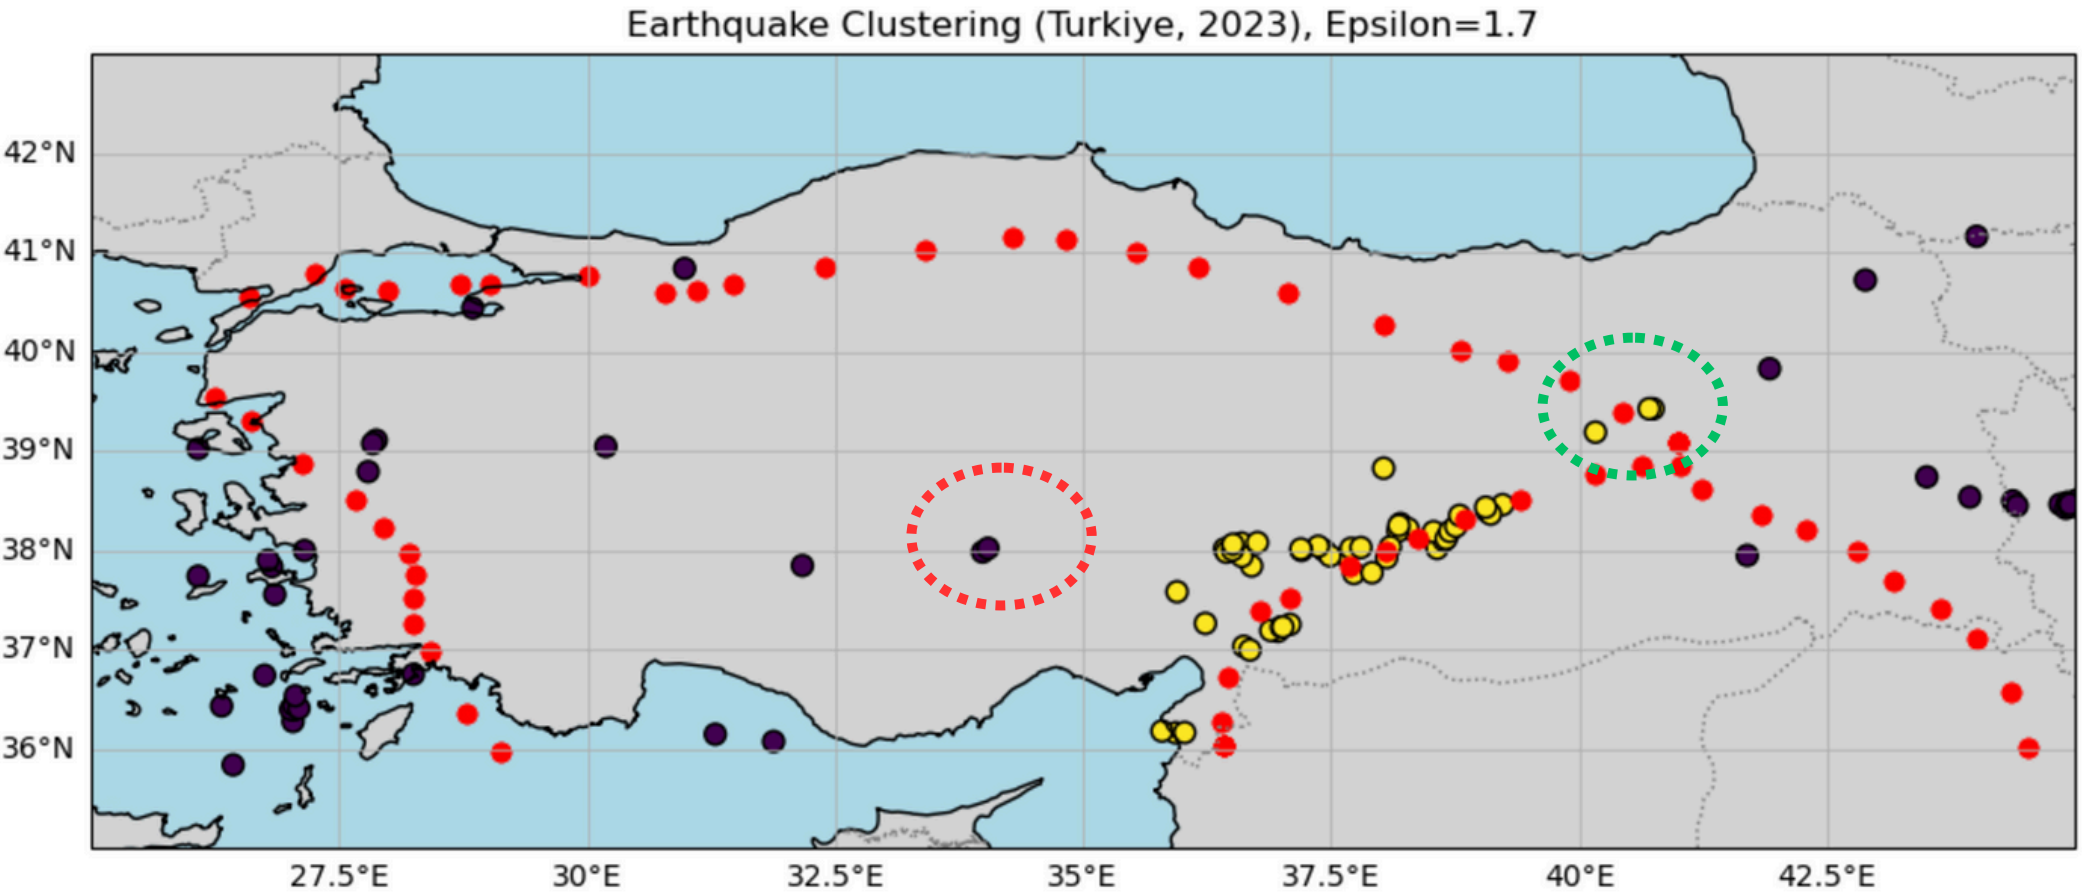 Earthquake Clustering (Turkiye, 2023), Epsilon=1.7
42°N
41°N
40°N
39°N
38°N
37°N
36°N
27.5°E 30°E 32.5°E 35°E 37.5°E 40°E 42.5°E